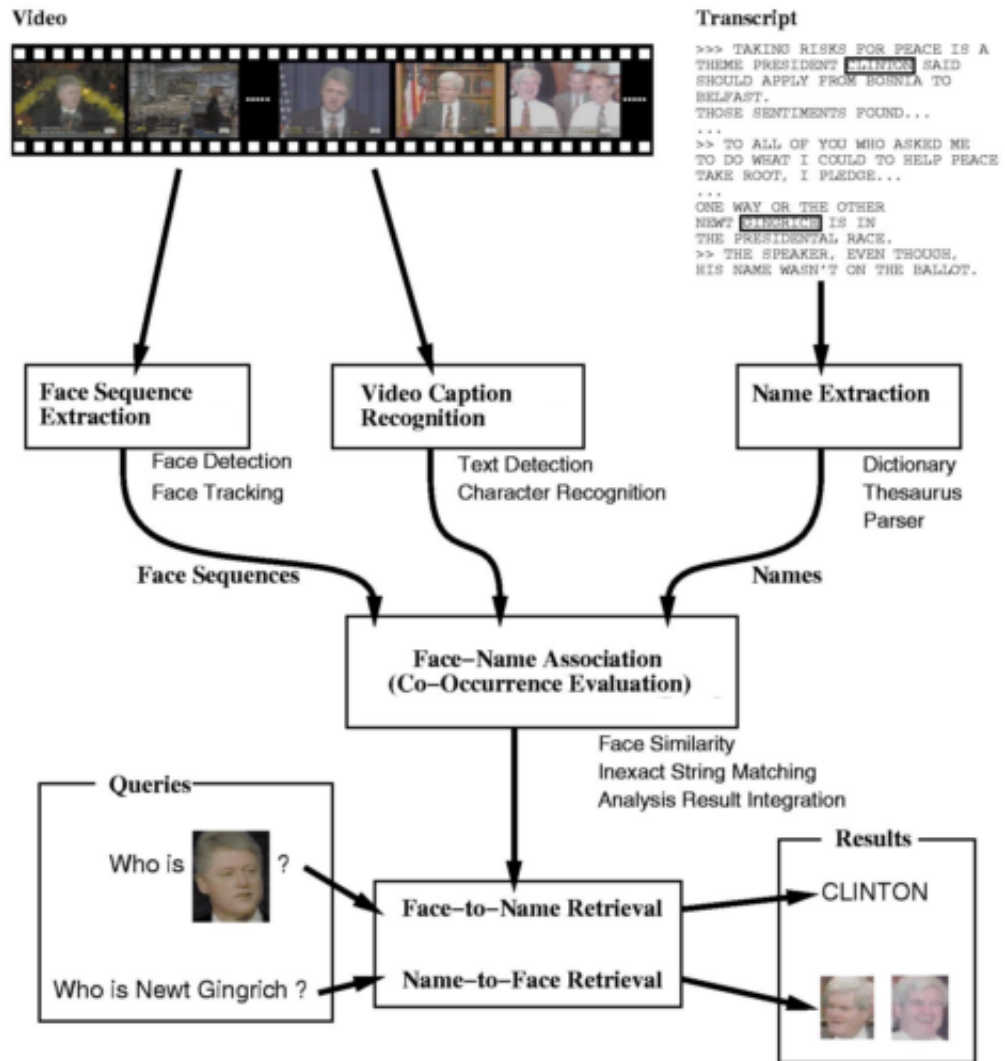 Video
Transcript
>>> TAKING RISKS FOR PEACE IS A
THEME PRESIDENT CLINTON SAID
SHOULD APPLY FROM BOSNIA TO
BELFAST.
THOSE SENTIMENTS FOUND...
...
>> TO ALL OF YOU WHO ASKED ME
TO DO WHAT I COULD TO HELP PEACE
TAKE ROOT, I PLEDGE...
...
ONE WAY OR THE OTHER
NEWT GINGRICH IS IN
THE PRESIDENTAL RACE.
>> THE SPEAKER, EVEN THOUGH,
HIS NAME WASN'T ON THE BALLOT.
Face Sequence
Extraction
Face Detection
Face Tracking
Video Caption
Recognition
Text Detection
Character Recognition
Name Extraction
Dictionary
Thesaurus
Parser
Face Sequences
Names
Face-Name Association
(Co-Occurrence Evaluation)
Face Similarity
Inexact String Matching
Analysis Result Integration
Queries
Who is ?
Who is Newt Gingrich ?
Face-to-Name Retrieval
Name-to-Face Retrieval
Results
CLINTON